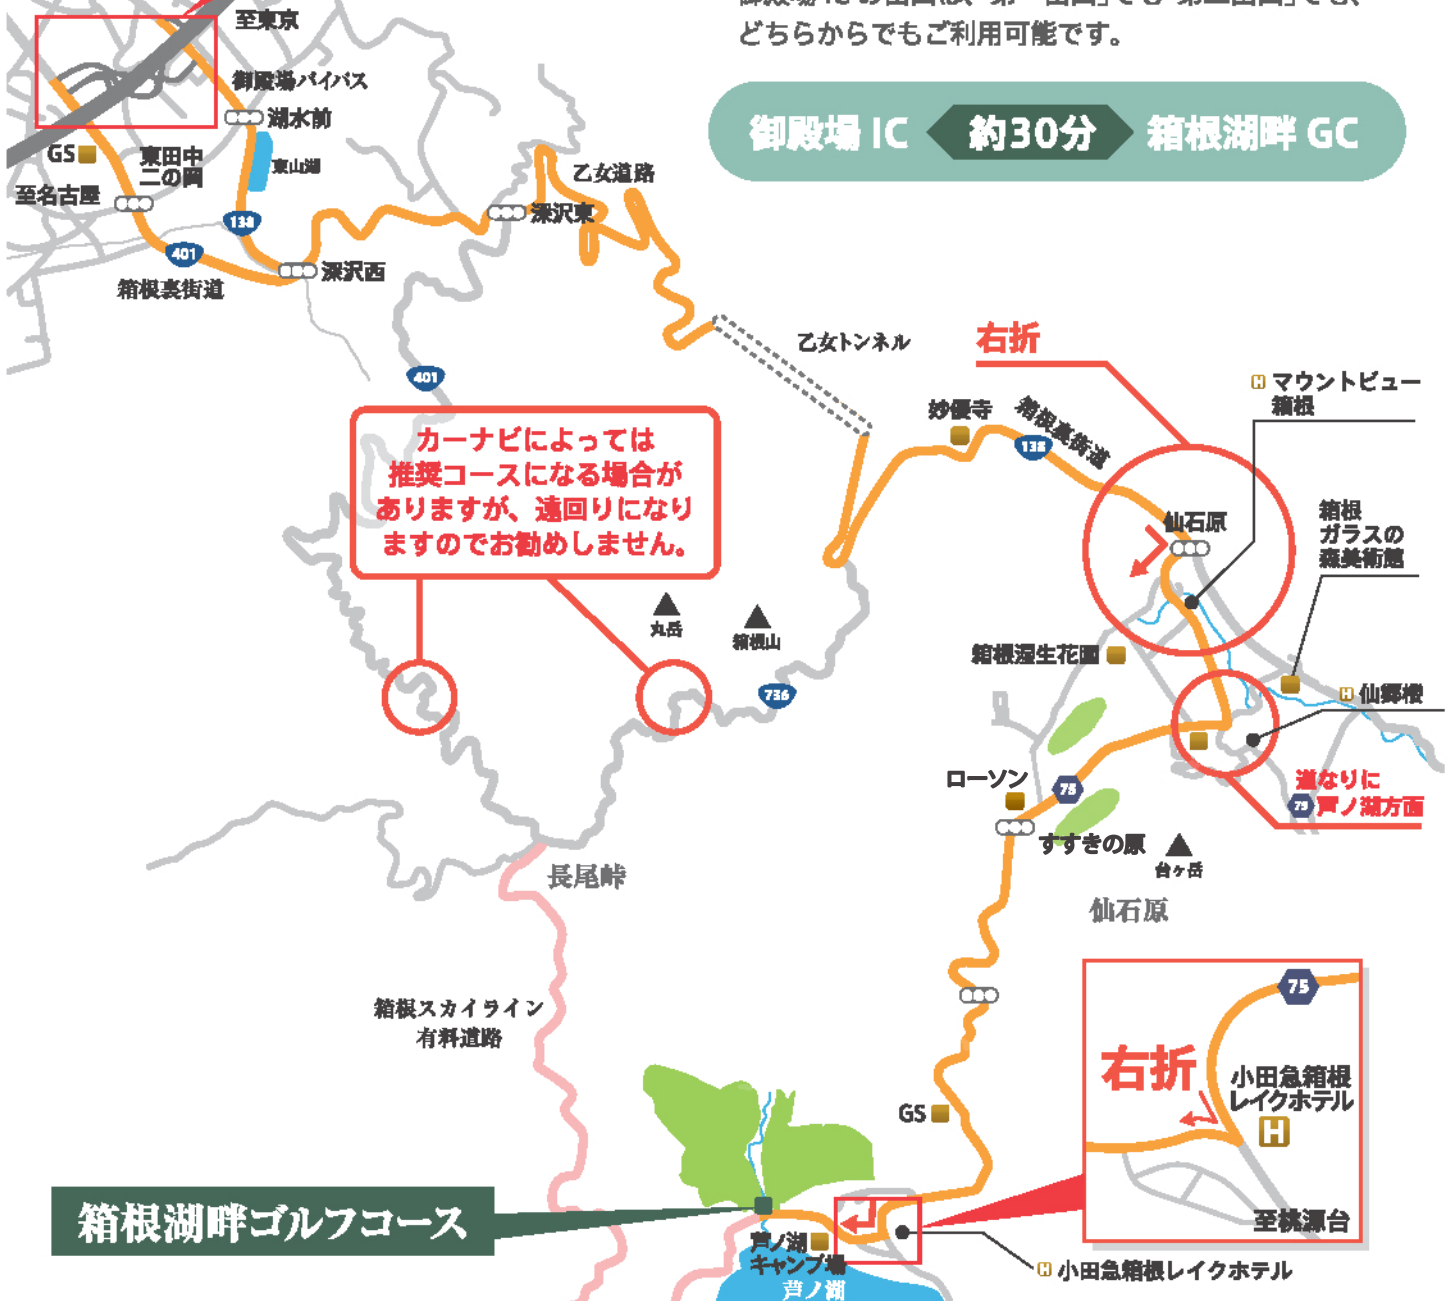 至東京
どちらからでもご利用可能です。
御殿場バイパス
湖水前
御殿場 IC
約30分
箱根湖畔 GC
GS
東田中
二の岡
東山湖
乙女道路
至名古屋
深沢東
138
401
深沢西
箱根裏街道
乙女トンネル
右折
401
マウントビュー
箱根
妙優寺
箱根裏街道
138
カーナビによっては
推奨コースになる場合が
ありますが、遠回りになり
ますのでお勧めしません。
仙石原
箱根
ガラスの
森美術館
丸岳
箱根山
箱根湿生花園
736
仙郷楼
ローソン
75
道なりに
75 芦ノ湖方面
すすきの原
台ヶ岳
長尾峠
仙石原
箱根スカイライン
有料道路
75
右折
小田急箱根
レイクホテル
H
GS
至桃源台
箱根湖畔ゴルフコース
芦ノ湖
キャンプ場
小田急箱根レイクホテル
芦ノ湖